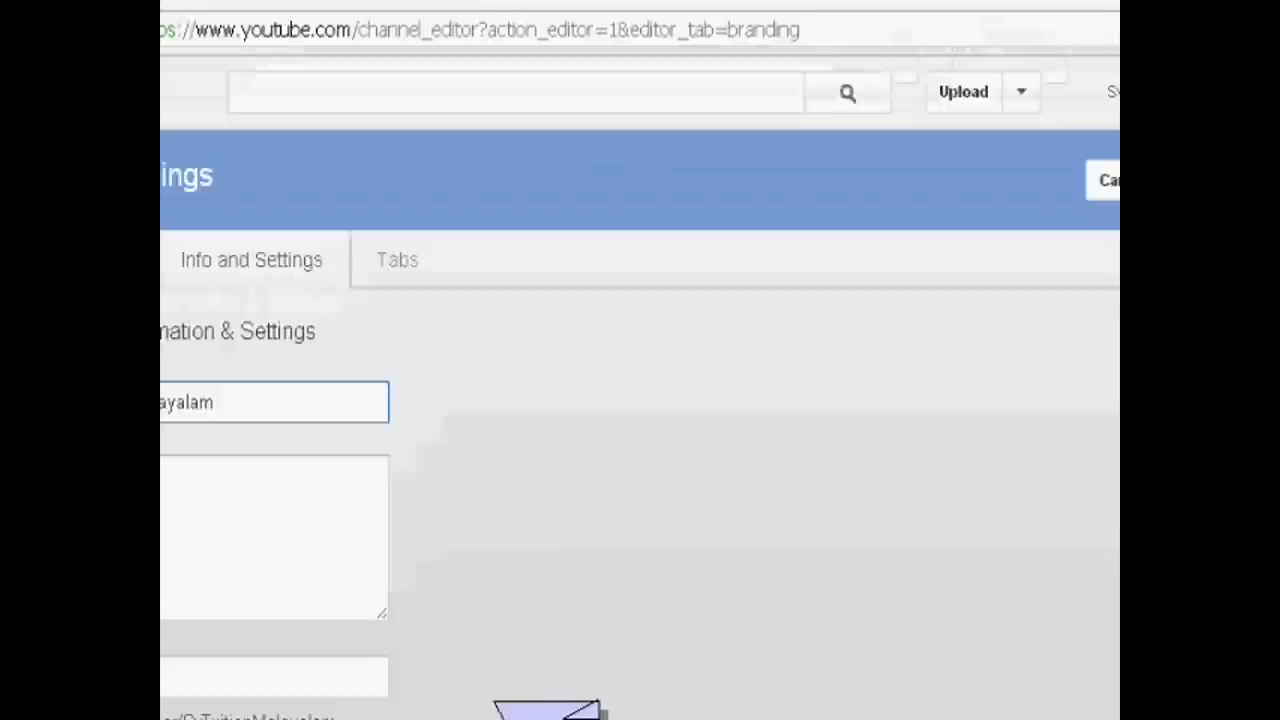 ://www.youtube.com/channel_editor?action_editor=1&editor_tab=branding
Upload
ings
Info and Settings
Tabs
mation & Settings
ayalam